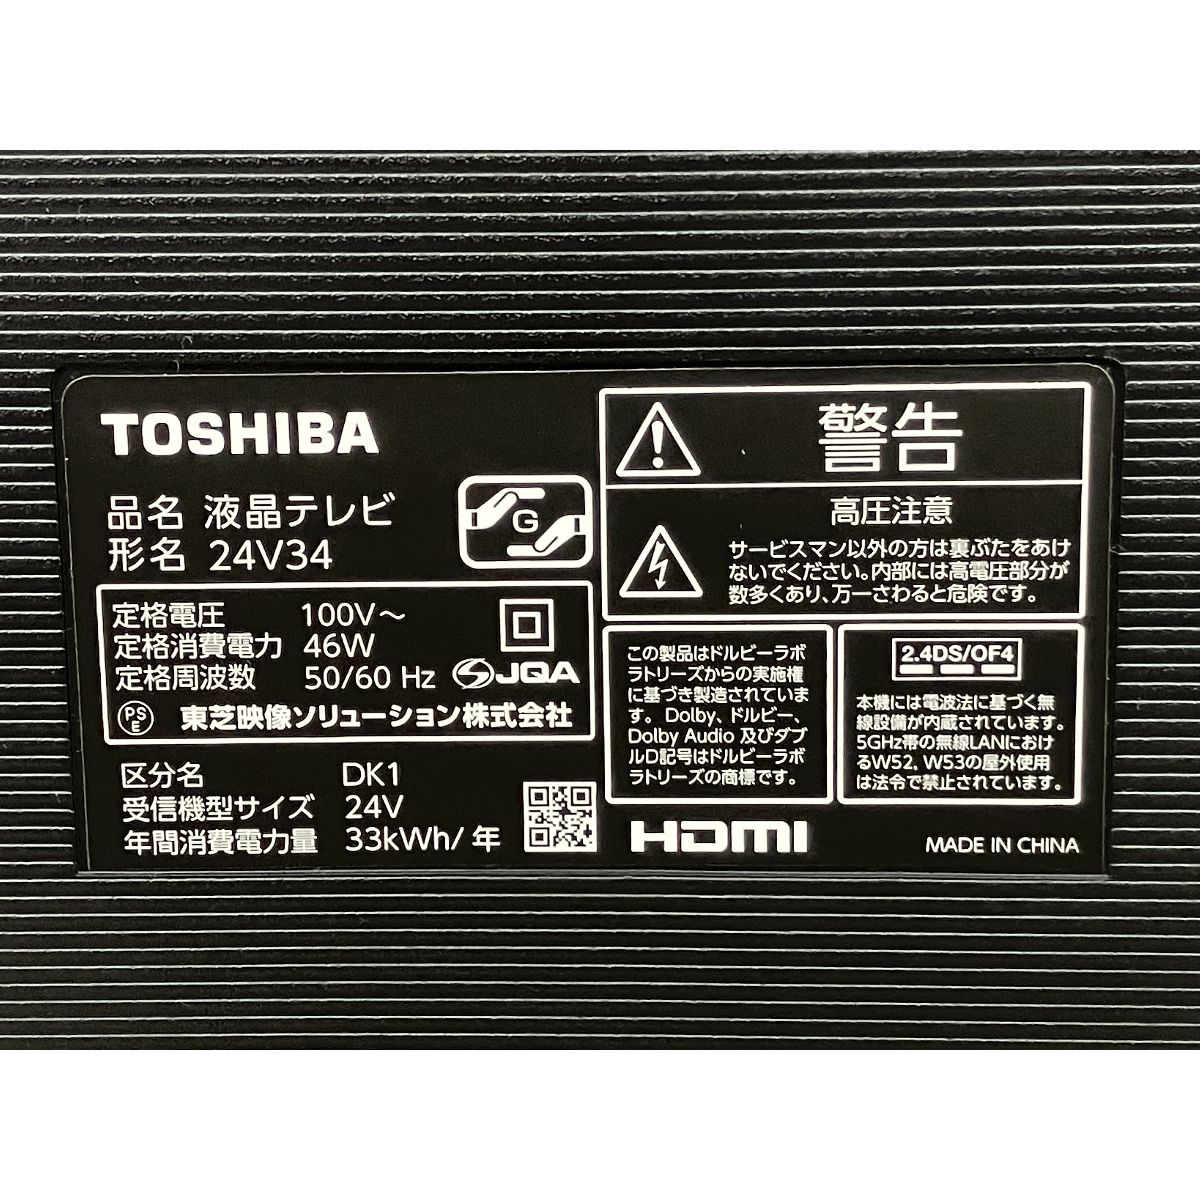 TOSHIBA
品名 液晶テレビ
形名 24V34
G
定格電圧 100V～
定格消費電力 46W
定格周波数 50/60 Hz
JQA
PS
E
東芝映像ソリューション株式会社
区分名 DK1
受信機型サイズ 24V
年間消費電力量 33kWh/年
警告
高圧注意
サービスマン以外の方は裏ぶたをあけ
ないでください。内部には高電圧部分が
数多くあり、万一さわると危険です。
この製品はドルビーラボ
ラトリーズからの実施権
に基づき製造されていま
す。Dolby、ドルビー、
Dolby Audio 及びダブ
ルD記号はドルビーラボ
ラトリーズの商標です。
2.4DS/OF4
本機には電波法に基づく無
線設備が内蔵されています。
5GHz帯の無線LANにおけ
るW52, W53の屋外使用
は法令で禁止されています。
HDMI
MADE IN CHINA